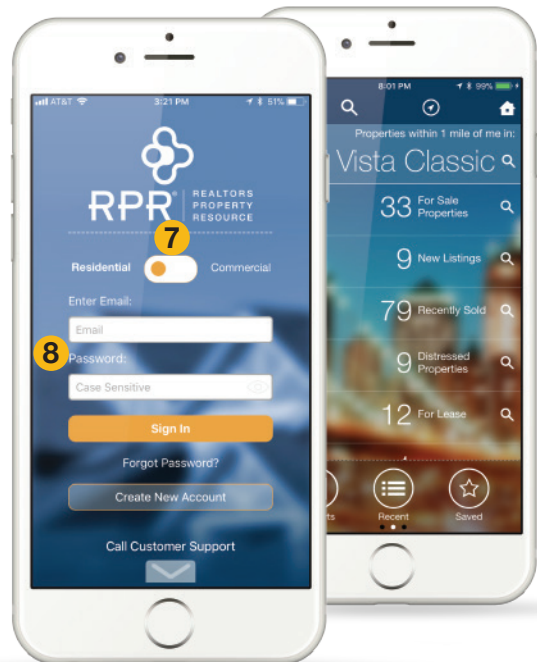 AT&T 3:21 PM 51%
RPR® REALTORS
PROPERTY
RESOURCE
7
Residential Commercial
Enter Email:
Email
8
Password:
Case Sensitive
Sign In
Forgot Password?
Create New Account
Call Customer Support
8:01 PM 99%
Properties within 1 mile of me in:
Vista Classic
33 For Sale
Properties
9 New Listings
79 Recently Sold
9 Distressed
Properties
12 For Lease
ts Recent Saved